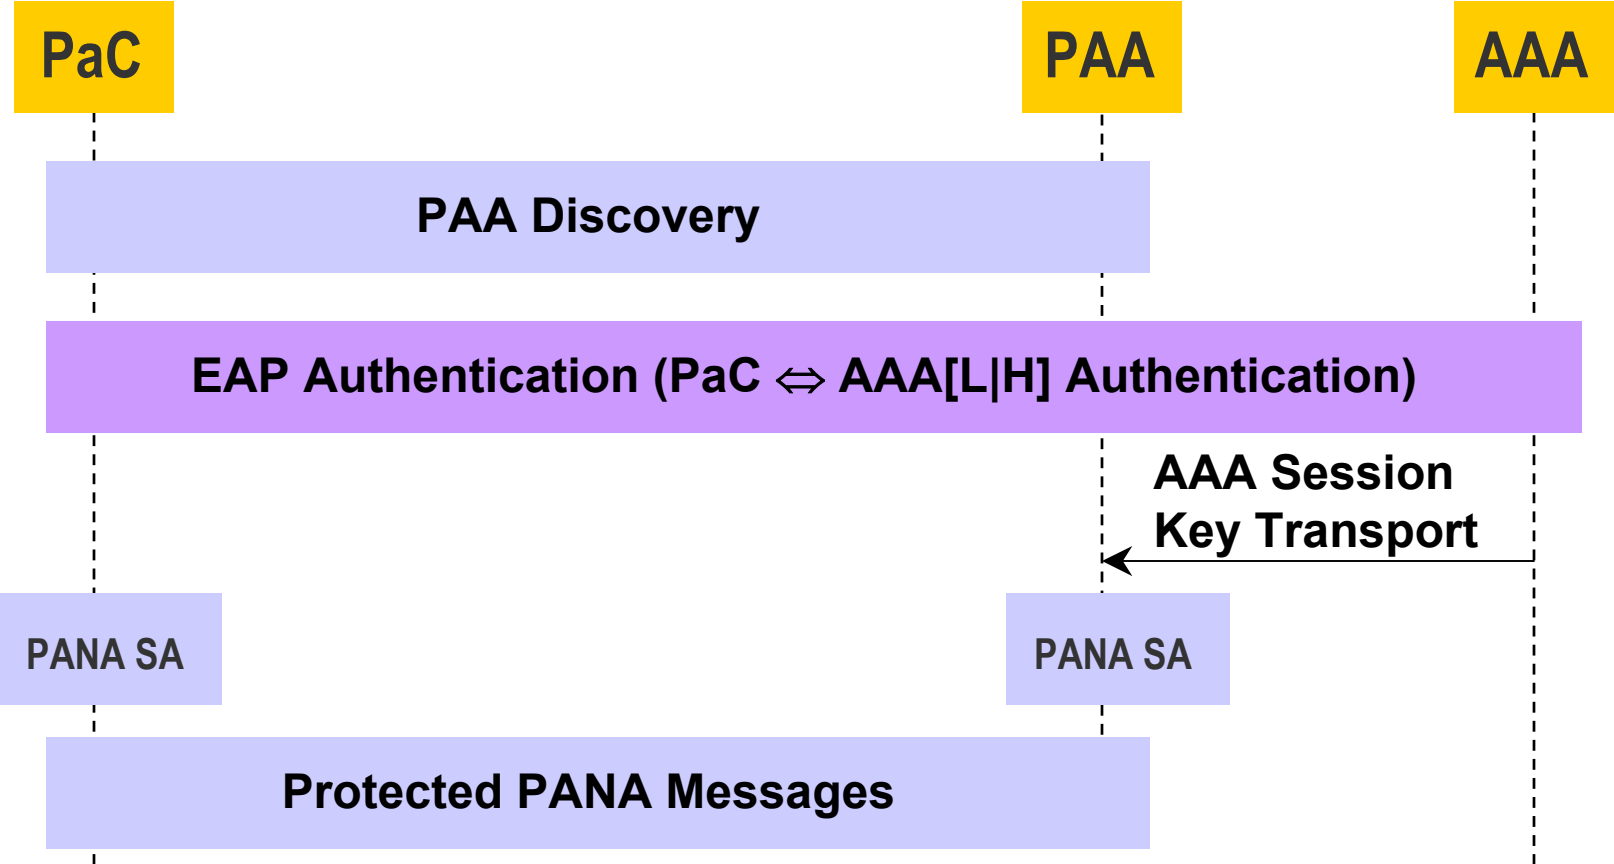 PaC
PAA
AAA
PAA Discovery
EAP Authentication (PaC ⇔ AAA[L|H] Authentication)
AAA Session
Key Transport
PANA SA
PANA SA
Protected PANA Messages